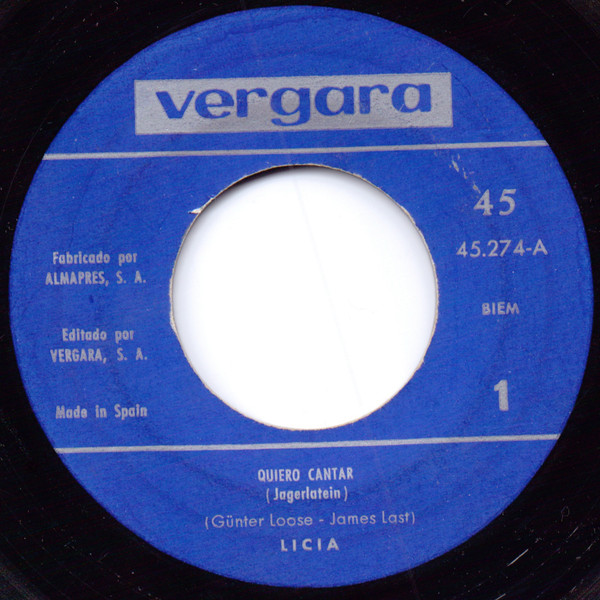 vergara
45
45.274-A
BIEM
1
Fabricado por
ALMAPRES, S. A.
Editado por
VERGARA, S. A.
Made in Spain
QUIERO CANTAR
(Jagerlatein)
(Günter Loose - James Last)
LICIA